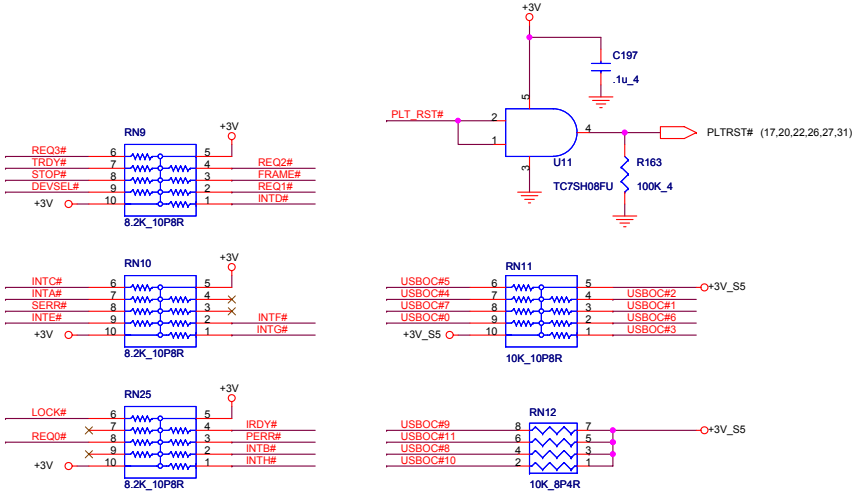 +3V
C197
.1u_4
5
PLT_RST#
2
1
4
3
U11
TC7SH08FU
PLTRST# (17,20,22,26,27,31)
R163
100K_4
RN9
+3V
REQ3# 6 5
TRDY# 7 4 REQ2#
STOP# 8 3 FRAME#
DEVSEL# 9 2 REQ1#
+3V 10 1 INTD#
8.2K_10P8R
RN10
+3V
INTC# 6 5
INTA# 7 4
SERR# 8 3
INTE# 9 2 INTF#
+3V 10 1 INTG#
8.2K_10P8R
RN11
USBOC#5 6 5 +3V_S5
USBOC#4 7 4 USBOC#2
USBOC#7 8 3 USBOC#1
USBOC#0 9 2 USBOC#6
+3V_S5 10 1 USBOC#3
10K_10P8R
RN25
+3V
LOCK# 6 5
7 4 IRDY#
REQ0# 8 3 PERR#
9 2 INTB#
+3V 10 1 INTH#
8.2K_10P8R
RN12
USBOC#9 8 7 +3V_S5
USBOC#11 6 5
USBOC#8 4 3
USBOC#10 2 1
10K_8P4R